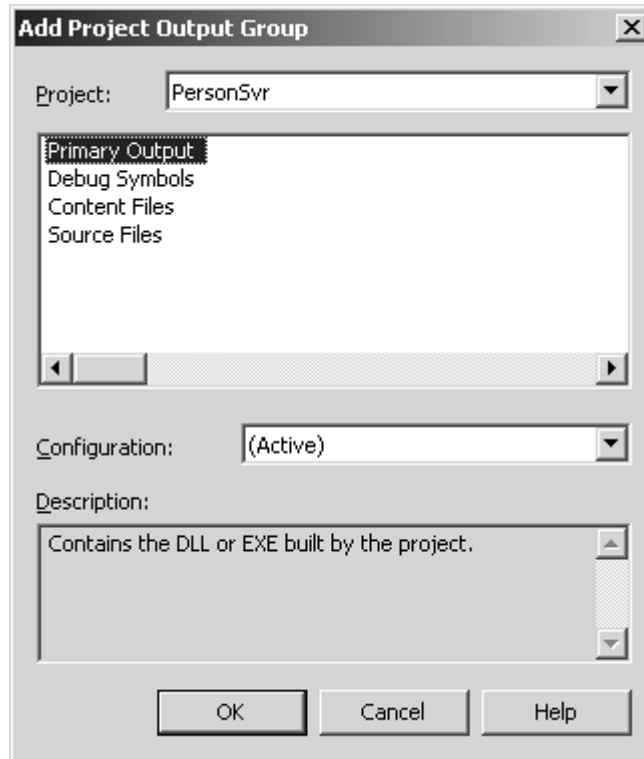 Add Project Output Group
Project: PersonSvr
Primary Output
Debug Symbols
Content Files
Source Files
Configuration: (Active)
Description:
Contains the DLL or EXE built by the project.
OK Cancel Help